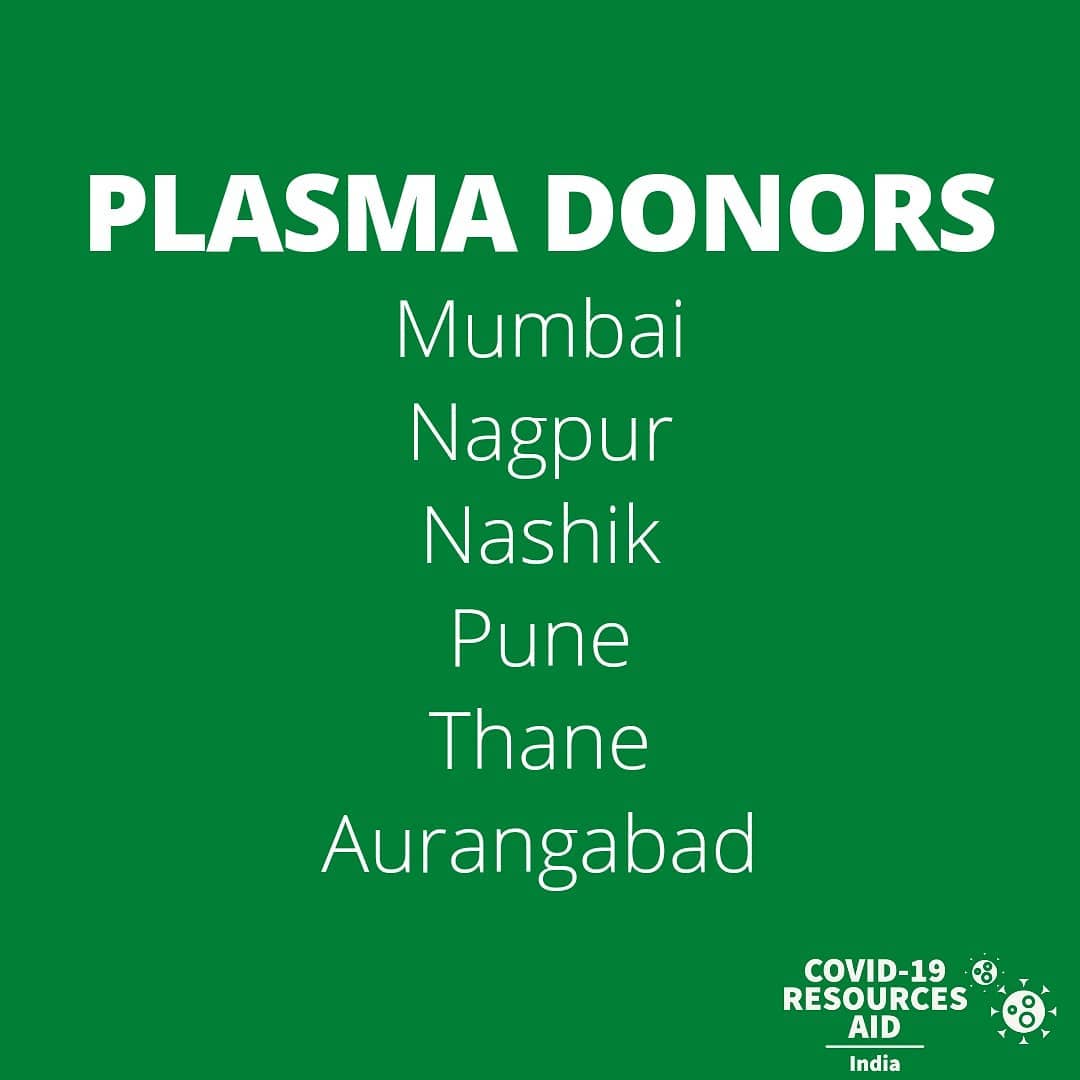 PLASMA DONORS
Mumbai
Nagpur
Nashik
Pune
Thane
Aurangabad
COVID-19
RESOURCES
AID
India